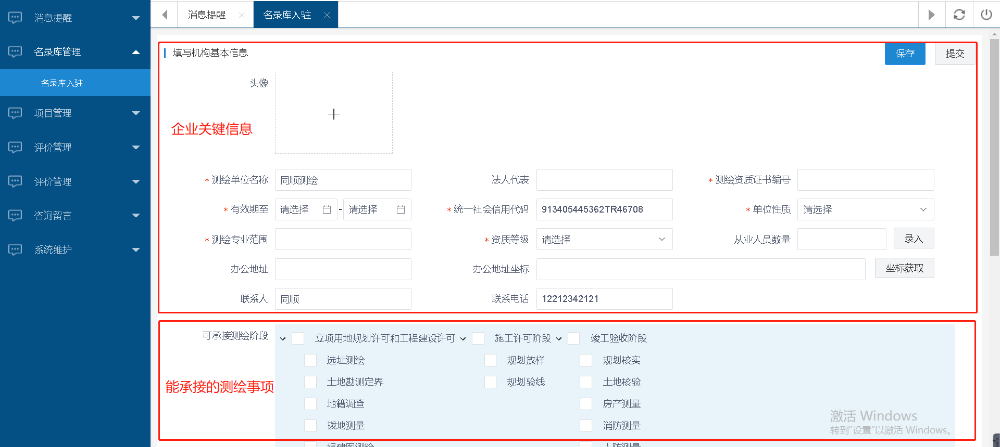 消息提醒
名录库管理
名录库入驻
项目管理
评价管理
评价管理
咨询留言
系统维护
消息提醒
名录库入驻
填写机构基本信息
保存
提交
头像
企业关键信息
* 测绘单位名称 同顺测绘
法人代表
* 测绘资质证书编号
* 有效期至 请选择 - 请选择
* 统一社会信用代码 913405445362TR46708
* 单位性质 请选择
* 测绘专业范围
* 资质等级 请选择
从业人员数量 录入
办公地址
办公地址坐标 坐标获取
联系人 同顺
联系电话 12212342121
可承接测绘阶段
立项用地规划许可和工程建设许可 施工许可阶段 竣工验收阶段
选址测绘 规划放样 规划核实
土地勘测定界 规划验线 土地核验
能承接的测绘事项
地籍调查 房产测量
拨地测量 消防测量
报建图测绘 人防测量
激活 Windows
转到"设置"以激活 Windows。